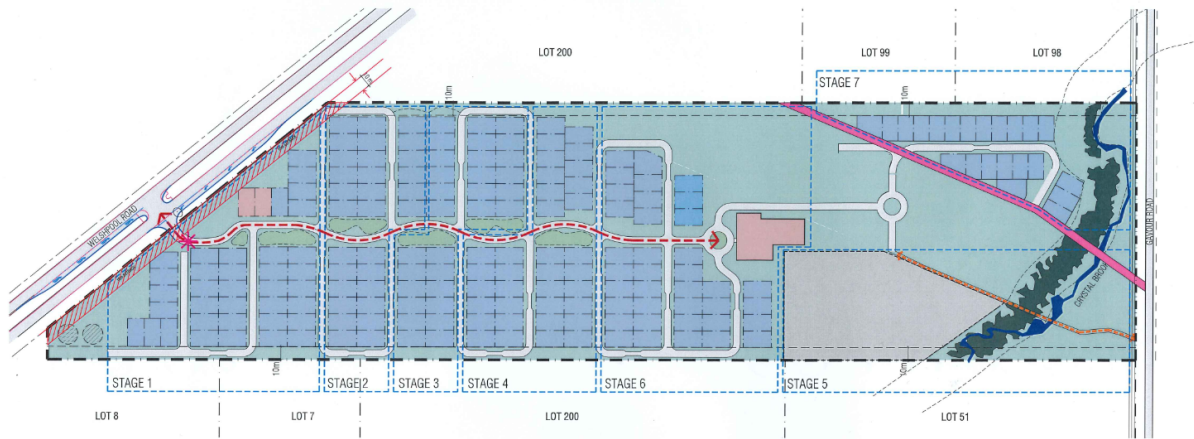 LOT 200
LOT 99
LOT 98
STAGE 7
10m
10m
WELSHPOOL ROAD
GAVOUR ROAD
CRYSTAL BROOK
10m
10m
STAGE 1
STAGE 2
STAGE 3
STAGE 4
STAGE 6
STAGE 5
LOT 8
LOT 7
LOT 200
LOT 51